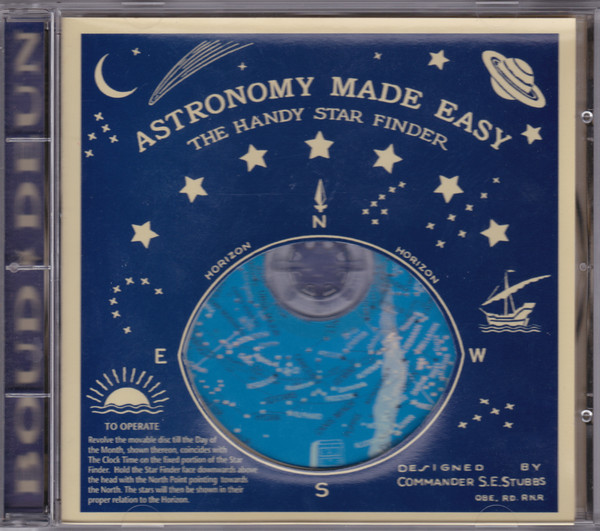 BOUD ★ DEUN
ASTRONOMY MADE EASY
THE HANDY STAR FINDER
N
HORIZON
HORIZON
E
W
TO OPERATE
Revolve the movable disc till the Day of
the Month, shown thereon, coincides with
The Clock Time on the fixed portion of the Star
Finder. Hold the Star Finder face downwards above
the head with the North Point pointing towards
the North. The stars will then be shown in their
proper relation to the Horizon.
S
DESIGNED BY
COMMANDER S.E. STUBBS
OBE, RD. RNR